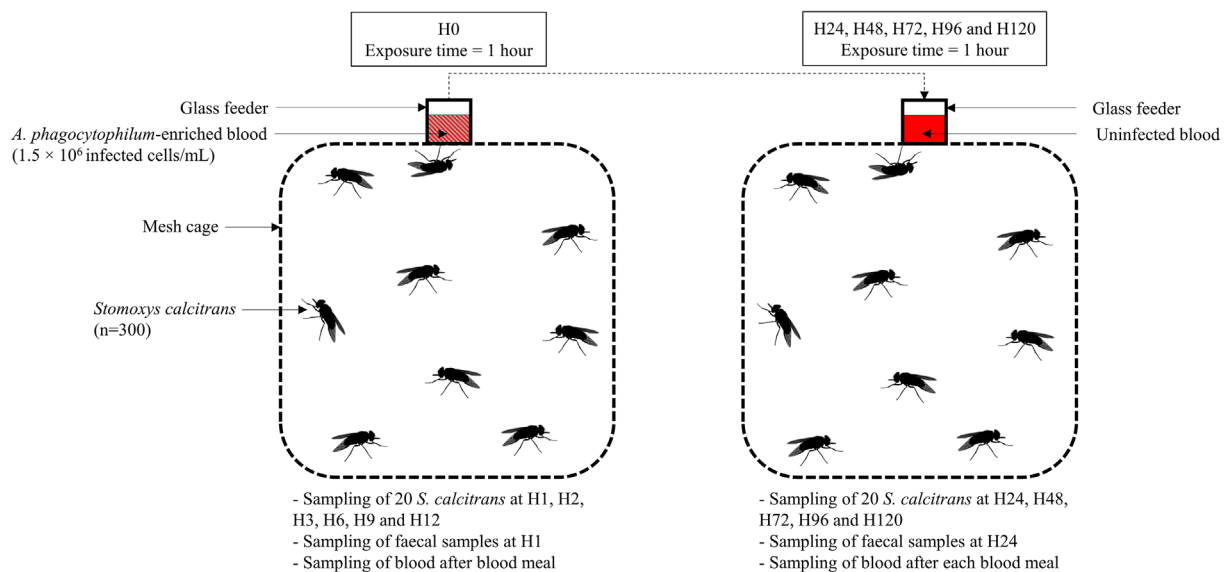 H0
Exposure time = 1 hour
H24, H48, H72, H96 and H120
Exposure time = 1 hour
Glass feeder
A. phagocytophilum-enriched blood
(1.5 × 10⁶ infected cells/mL)
Glass feeder
Uninfected blood
Mesh cage
Stomoxys calcitrans
(n=300)
- Sampling of 20 S. calcitrans at H1, H2,
H3, H6, H9 and H12
- Sampling of faecal samples at H1
- Sampling of blood after blood meal
- Sampling of 20 S. calcitrans at H24, H48,
H72, H96 and H120
- Sampling of faecal samples at H24
- Sampling of blood after each blood meal